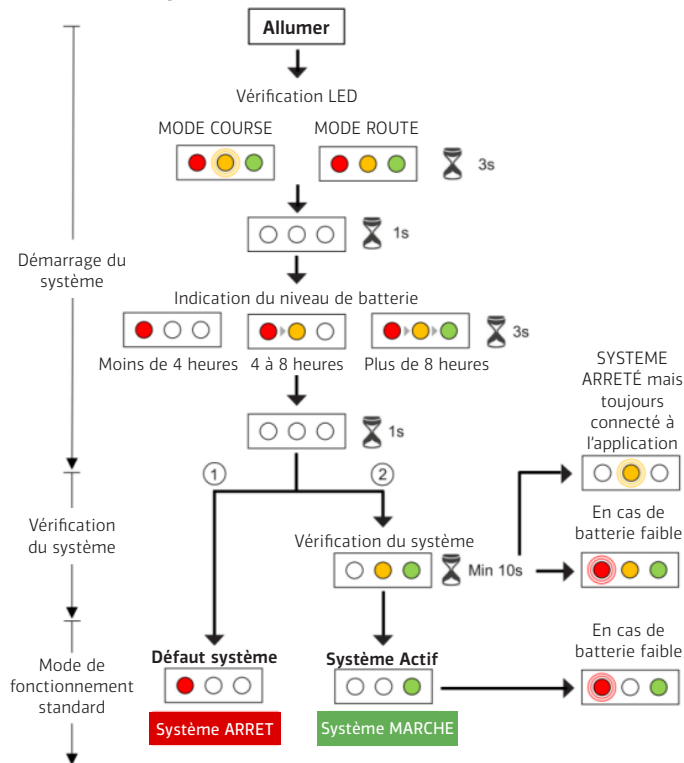 Allumer
Vérification LED
MODE COURSE
MODE ROUTE
3s
1s
Démarrage du
système
Indication du niveau de batterie
3s
Moins de 4 heures
4 à 8 heures
Plus de 8 heures
1s
SYSTEME
ARRETÉ mais
toujours
connecté à
l'application
1
2
Vérification
du système
Vérification du système
Min 10s
En cas de
batterie faible
Mode de
fonctionnement
standard
Défaut système
Système ARRET
Système Actif
Système MARCHE
En cas de
batterie faible